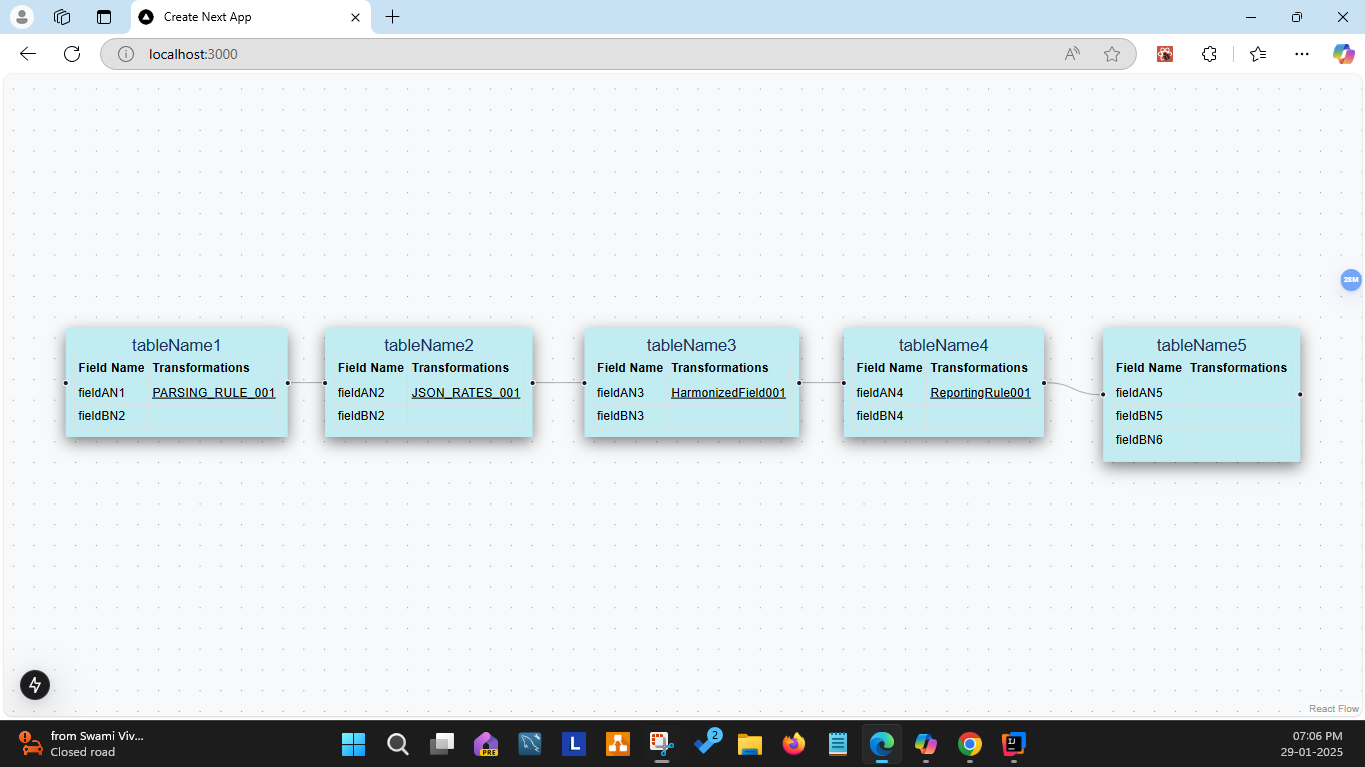 Create Next App
localhost:3000
28M
tableName1
Field Name Transformations
fieldAN1 PARSING_RULE_001
fieldBN2
tableName2
Field Name Transformations
fieldAN2 JSON_RATES_001
fieldBN2
tableName3
Field Name Transformations
fieldAN3 HarmonizedField001
fieldBN3
tableName4
Field Name Transformations
fieldAN4 ReportingRule001
fieldBN4
tableName5
Field Name Transformations
fieldAN5
fieldBN5
fieldBN6
React Flow
from Swami Viv...
Closed road
PRE
L
2
IJ
07:06 PM
29-01-2025